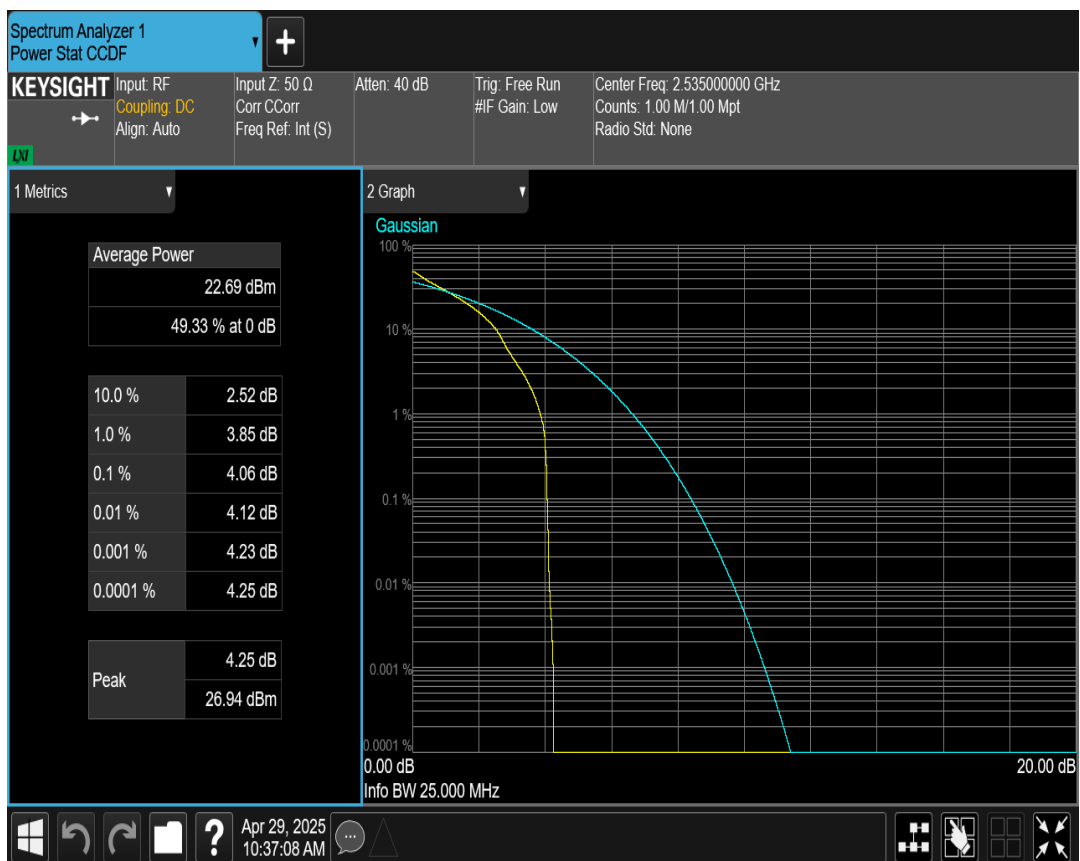 Spectrum Analyzer 1
Power Stat CCDF
+
KEYSIGHT
LXI
Input: RF
Coupling: DC
Align: Auto
Input Z: 50 Ω
Corr CCorr
Freq Ref: Int (S)
Atten: 40 dB
Trig: Free Run
#IF Gain: Low
Center Freq: 2.535000000 GHz
Counts: 1.00 M/1.00 Mpt
Radio Std: None
1 Metrics
Average Power
22.69 dBm
49.33 % at 0 dB
10.0 % 2.52 dB
1.0 % 3.85 dB
0.1 % 4.06 dB
0.01 % 4.12 dB
0.001 % 4.23 dB
0.0001 % 4.25 dB
Peak 4.25 dB
26.94 dBm
2 Graph
Gaussian
100 %
10 %
1 %
0.1 %
0.01 %
0.001 %
0.0001 %
0.00 dB 20.00 dB
Info BW 25.000 MHz
?
Apr 29, 2025
10:37:08 AM